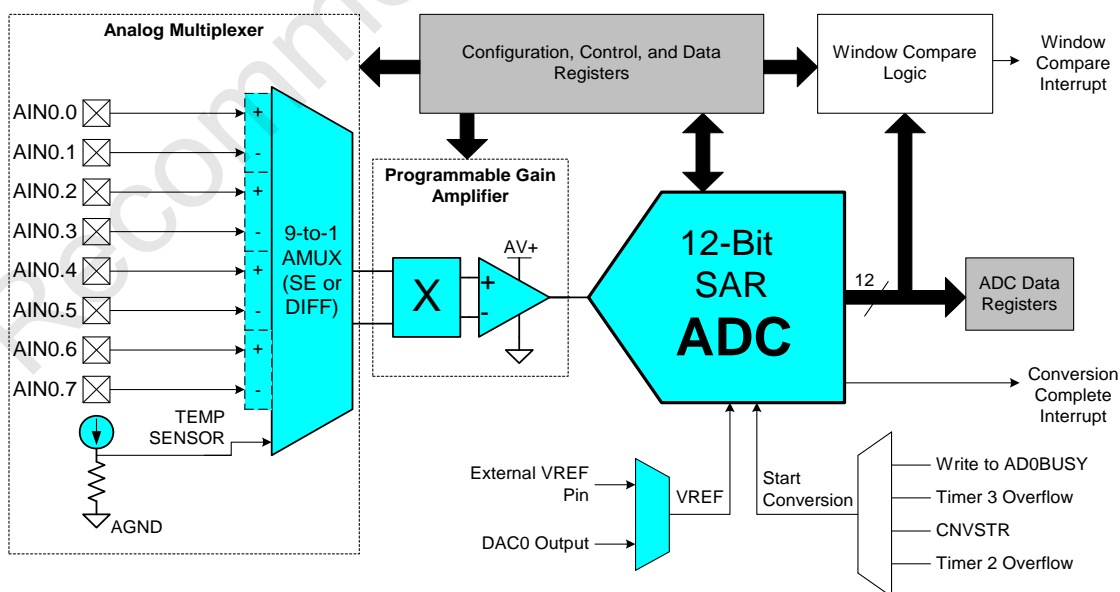 Analog Multiplexer
AIN0.0
AIN0.1
AIN0.2
AIN0.3
AIN0.4
AIN0.5
AIN0.6
AIN0.7
+
-
+
-
+
-
+
-
9-to-1
AMUX
(SE or
DIFF)
TEMP
SENSOR
AGND
Configuration, Control, and Data
Registers
Window Compare
Logic
Window
Compare
Interrupt
Programmable Gain
Amplifier
X
+
-
AV+
12-Bit
SAR
ADC
12
ADC Data
Registers
Conversion
Complete
Interrupt
External VREF
Pin
DAC0 Output
VREF
Start
Conversion
Write to AD0BUSY
Timer 3 Overflow
CNVSTR
Timer 2 Overflow